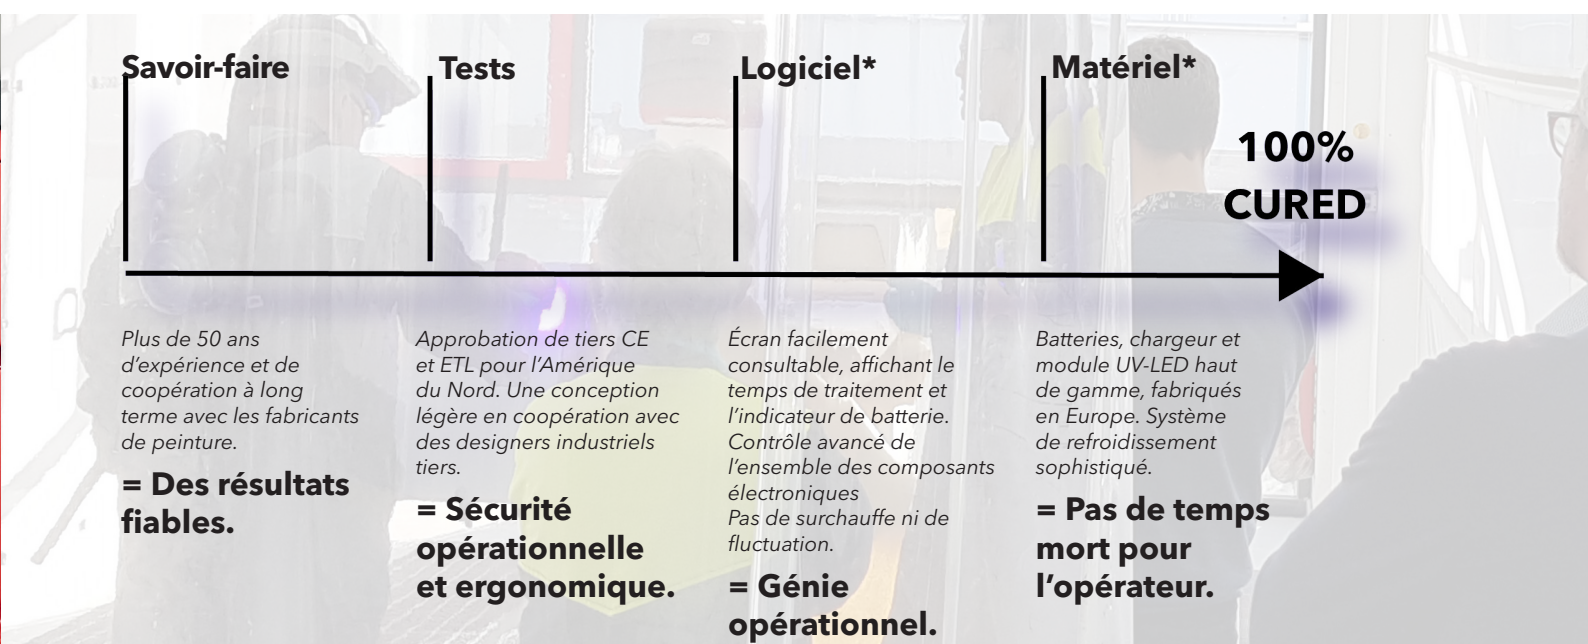 Savoir-faire
Plus de 50 ans
d’expérience et de
coopération à long
terme avec les fabricants
de peinture.
= Des résultats
fiables.
Tests
Approbation de tiers CE
et ETL pour l’Amérique
du Nord. Une conception
légère en coopération avec
des designers industriels
tiers.
= Sécurité
opérationnelle
et ergonomique.
Logiciel*
Écran facilement
consultable, affichant le
temps de traitement et
l’indicateur de batterie.
Contrôle avancé de
l’ensemble des composants
électroniques
Pas de surchauffe ni de
fluctuation.
= Génie
opérationnel.
Matériel*
Batteries, chargeur et
module UV-LED haut
de gamme, fabriqués
en Europe. Système
de refroidissement
sophistiqué.
= Pas de temps
mort pour
l’opérateur.
100%
CURED